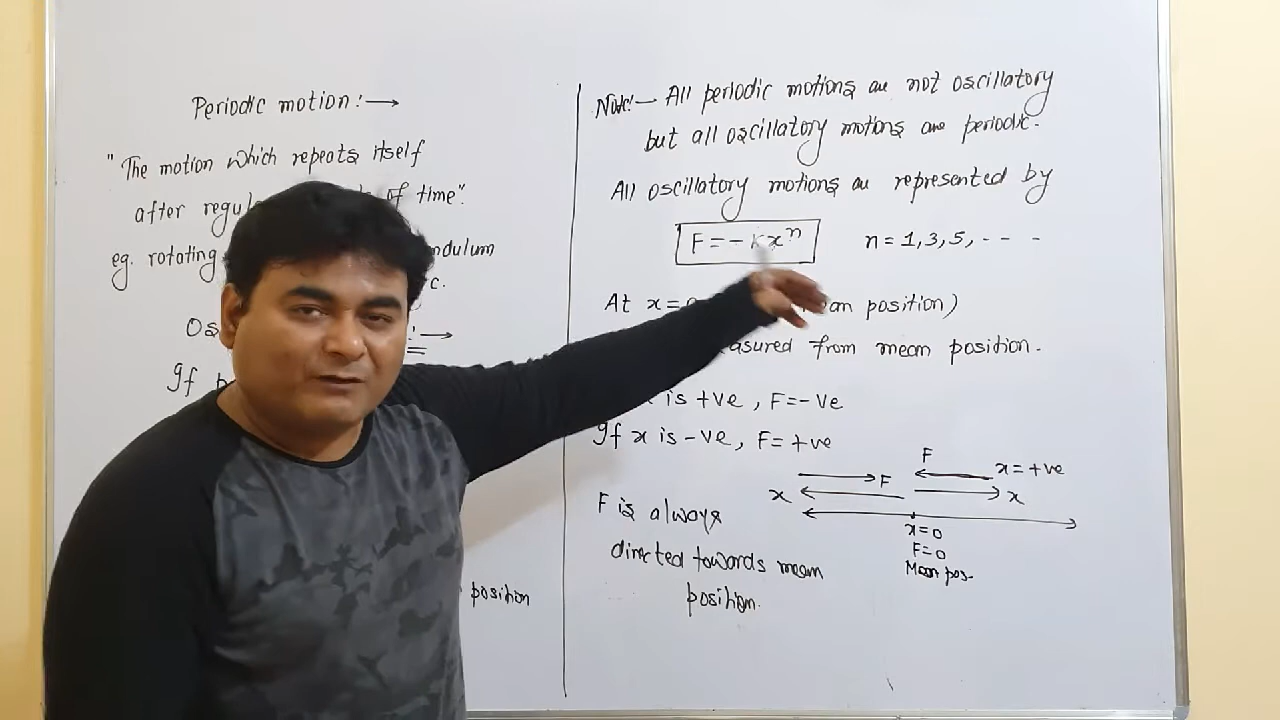 Periodic motion :→
"The motion which repeats itself
after regu of time".
eg. rotating ndulum
c.
Os :→
If
position
Note:— All periodic motions are not oscillatory
but all oscillatory motions are periodic.
All oscillatory motions are represented by
F = - kxⁿ n = 1,3,5, - - -
At x = an position)
asured from mean position.
is +ve , F=-ve
If x is -ve, F= +ve
F is always
directed towards mean
position.
F
x=+ve
F
x
x
x=0
F=0
Mean pos.